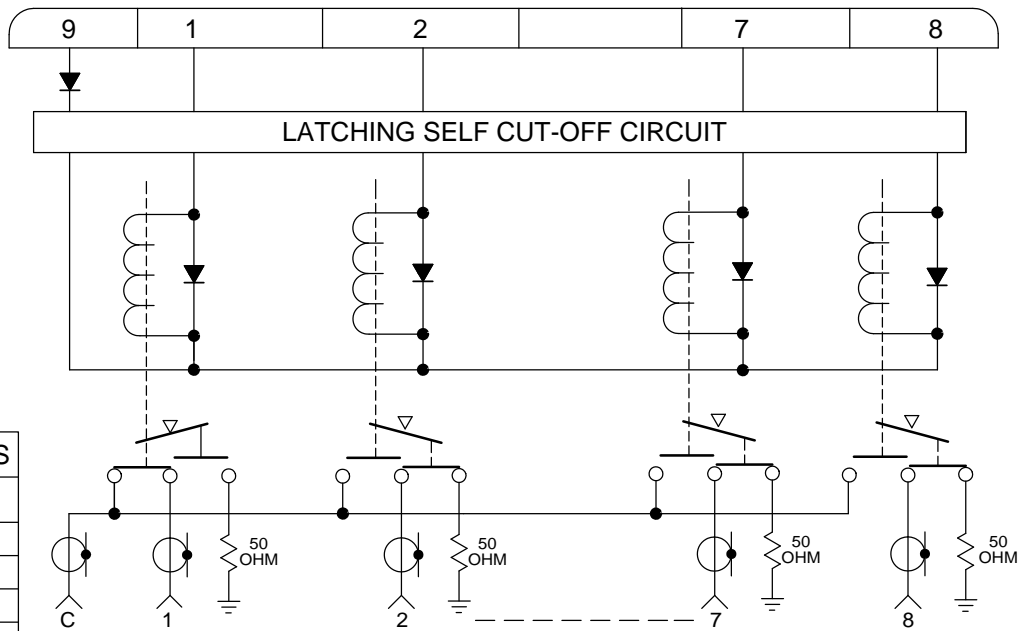 9 1 2 7 8
LATCHING SELF CUT-OFF CIRCUIT
S
50 50 50 50
OHM OHM OHM OHM
C 1 2 7 8